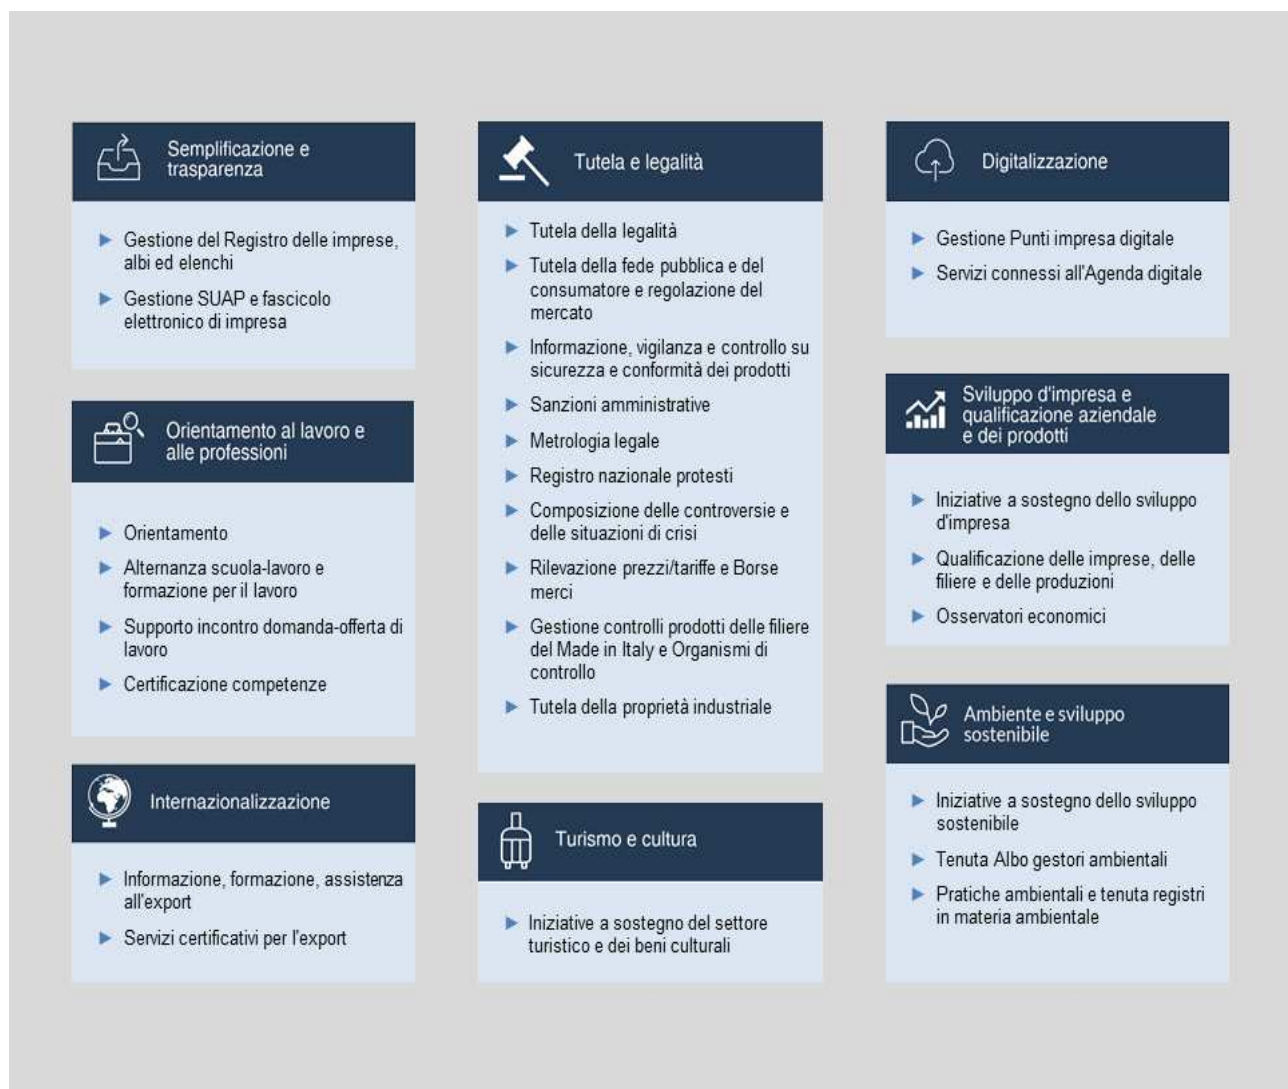 Semplificazione e
trasparenza
Gestione del Registro delle imprese,
albi ed elenchi
Gestione SUAP e fascicolo
elettronico di impresa
Orientamento al lavoro e
alle professioni
Orientamento
Alternanza scuola-lavoro e
formazione per il lavoro
Supporto incontro domanda-offerta di
lavoro
Certificazione competenze
Internazionalizzazione
Informazione, formazione, assistenza
all'export
Servizi certificativi per l'export
Tutela e legalità
Tutela della legalità
Tutela della fede pubblica e del
consumatore e regolazione del
mercato
Informazione, vigilanza e controllo su
sicurezza e conformità dei prodotti
Sanzioni amministrative
Metrologia legale
Registro nazionale protesti
Composizione delle controversie e
delle situazioni di crisi
Rilevazione prezzi/tariffe e Borse
merci
Gestione controlli prodotti delle filiere
del Made in Italy e Organismi di
controllo
Tutela della proprietà industriale
Turismo e cultura
Iniziative a sostegno del settore
turistico e dei beni culturali
Digitalizzazione
Gestione Punti impresa digitale
Servizi connessi all'Agenda digitale
Sviluppo d'impresa e
qualificazione aziendale
e dei prodotti
Iniziative a sostegno dello sviluppo
d'impresa
Qualificazione delle imprese, delle
filiere e delle produzioni
Osservatori economici
Ambiente e sviluppo
sostenibile
Iniziative a sostegno dello sviluppo
sostenibile
Tenuta Albo gestori ambientali
Pratiche ambientali e tenuta registri
in materia ambientale